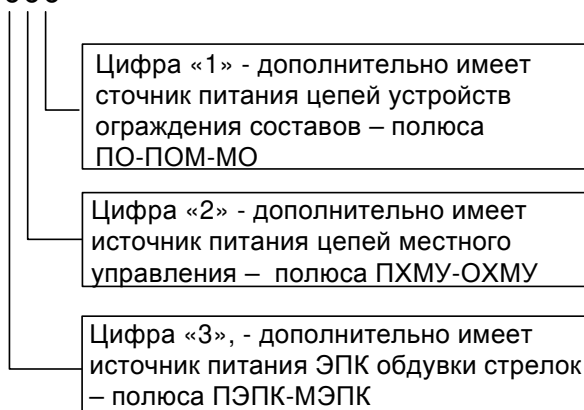 Цифра «1» - дополнительно имеет
сточник питания цепей устройств
ограждения составов – полюса
ПО-ПОМ-МО
Цифра «2» - дополнительно имеет
источник питания цепей местного
управления – полюса ПХМУ-ОХМУ
Цифра «3», - дополнительно имеет
источник питания ЭПК обдувки стрелок
– полюса ПЭПК-МЭПК